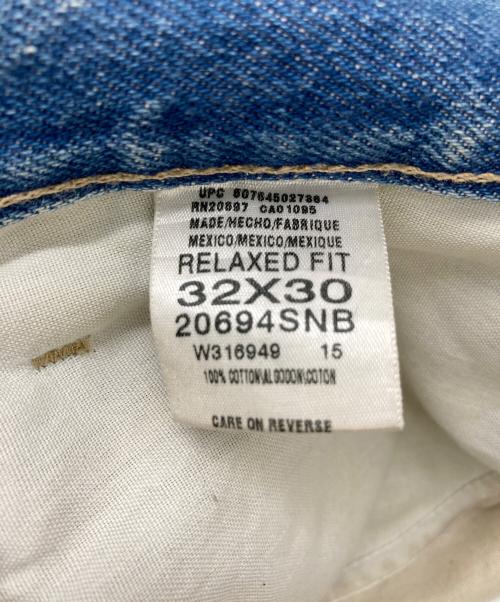 UPC 607645027364
RN20697 CA01095
MADE/HECHO/FABRIQUE
MEXICO/MEXICO/MEXIQUE
RELAXED FIT
32X30
20694SNB
W316949 15
100% COTTON\ALGODON\COTON
CARE ON REVERSE